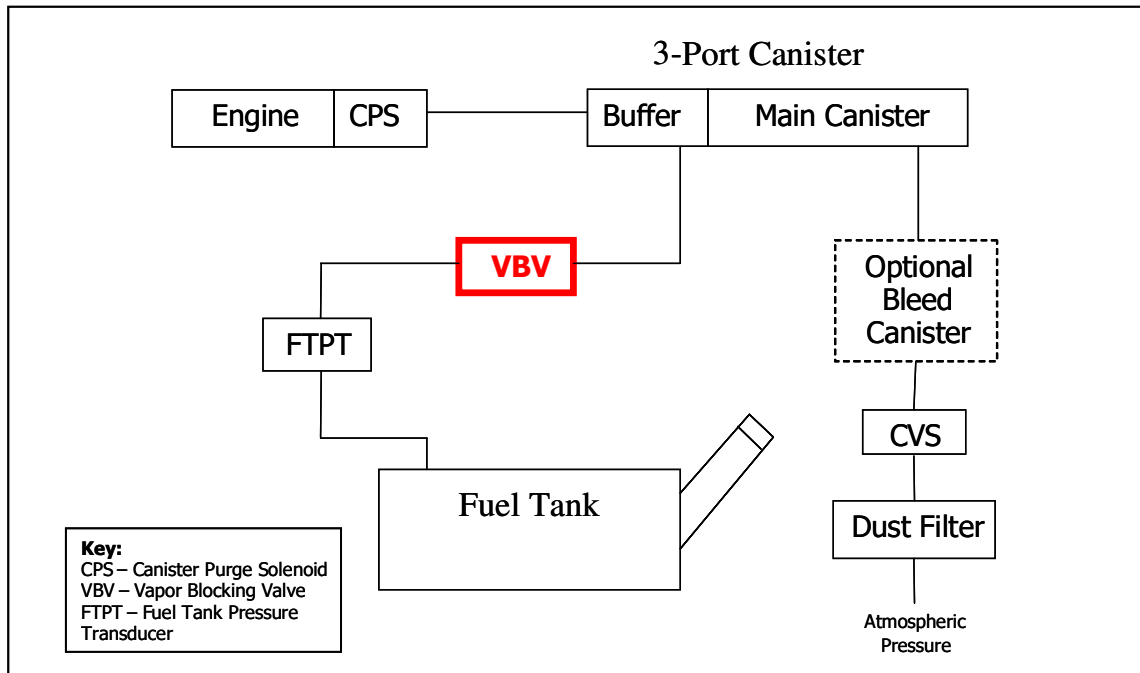 3-Port Canister
Engine
CPS
Buffer
Main Canister
VBV
Optional
Bleed
Canister
FTPT
CVS
Fuel Tank
Dust Filter
Key:
CPS – Canister Purge Solenoid
VBV – Vapor Blocking Valve
FTPT – Fuel Tank Pressure
Transducer
Atmospheric
Pressure